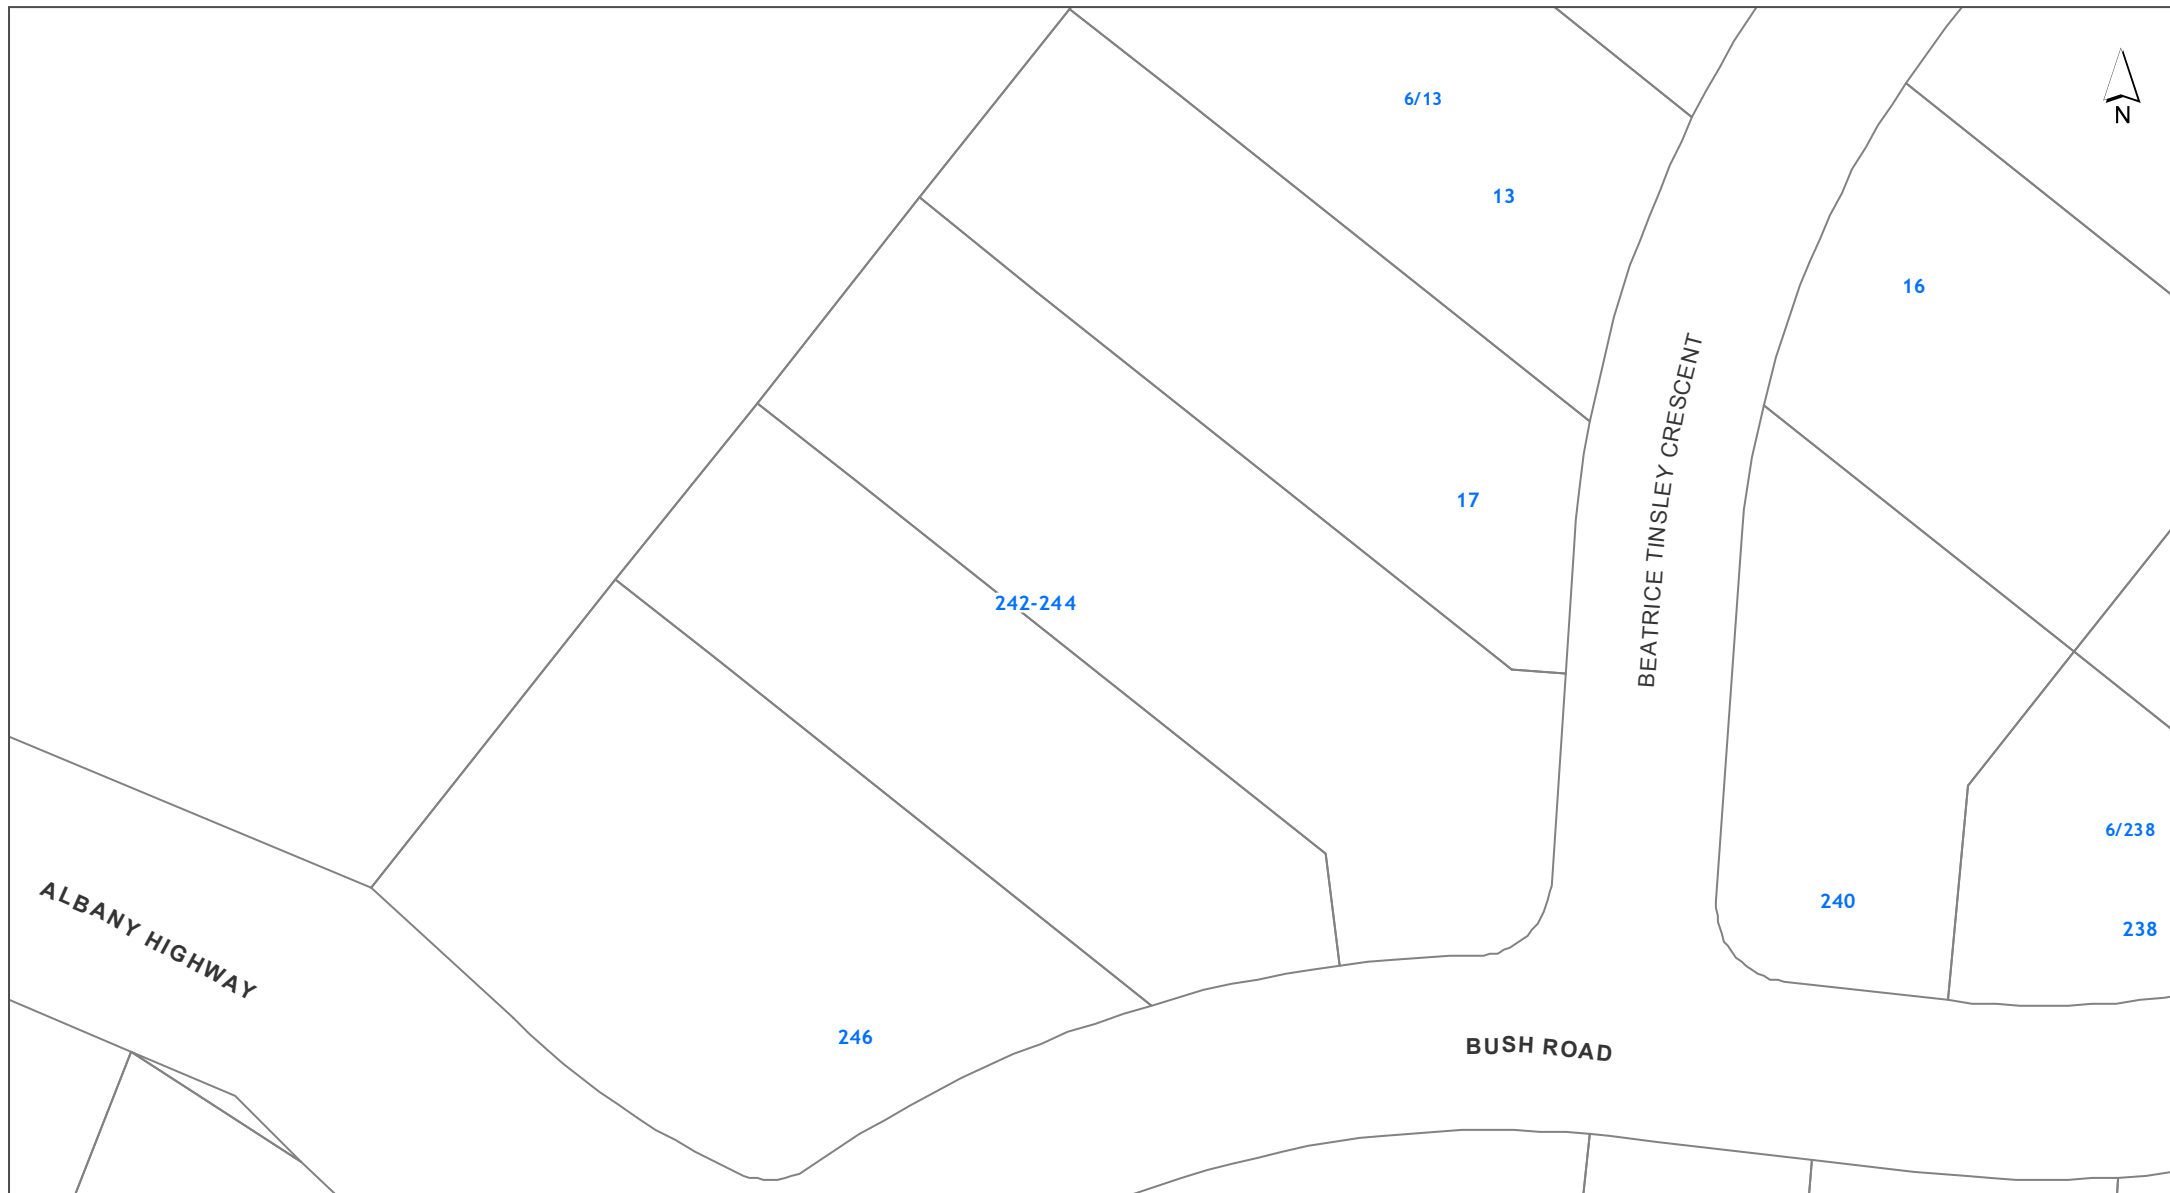 6/13
N
13
16
BEATRICE TINSLEY CRESCENT
17
242-244
6/238
ALBANY HIGHWAY
240
238
246
BUSH ROAD